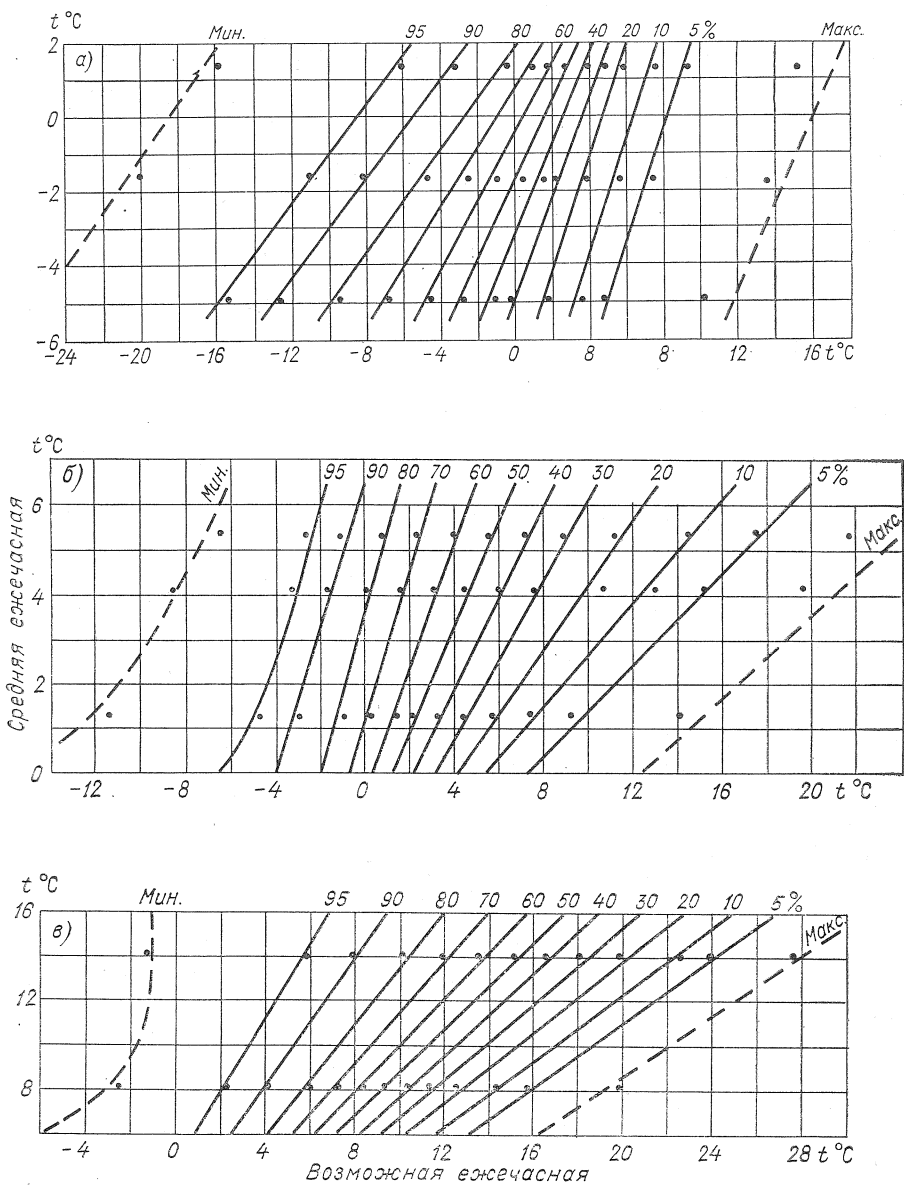 t°C
Мин. 95 90 80 60 40 20 10 5% Макс.
2 а)
0
-2
-4
-6
-24 -20 -16 -12 -8 -4 0 8 8 12 16 t°C
t°C
б) Мин. 95 90 80 70 60 50 40 30 20 10 5%
Макс.
6
4
2
0
Средняя ежечасная
-12 -8 -4 0 4 8 12 16 20 t°C
t°C
Мин. 95 90 80 70 60 50 40 30 20 10 5%
16 в) Макс.
12
8
-4 0 4 8 12 16 20 24 28 t°C
Возможная ежечасная